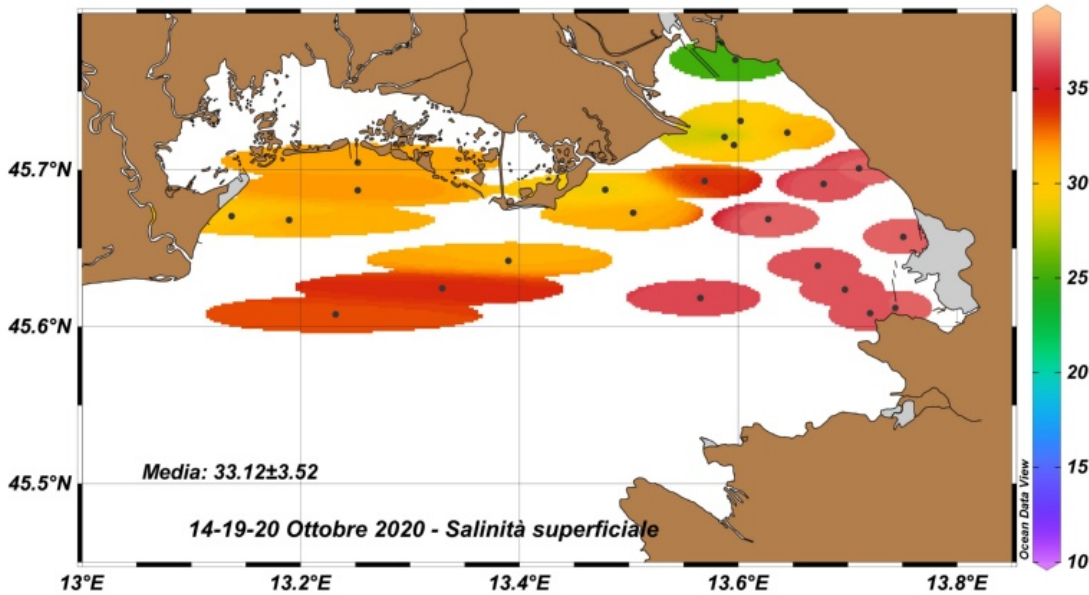 45.7°N
45.6°N
45.5°N
Media: 33.12±3.52
14-19-20 Ottobre 2020 - Salinità superficiale
13°E
13.2°E
13.4°E
13.6°E
13.8°E
Ocean Data View
35
30
25
20
15
10